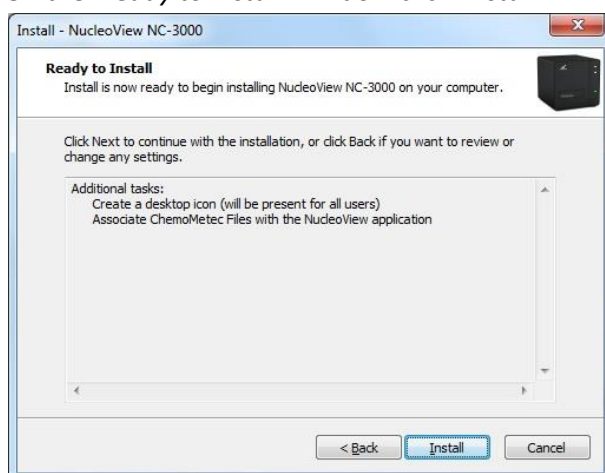 Install - NucleoView NC-3000
Ready to Install
Install is now ready to begin installing NucleoView NC-3000 on your computer.
Click Next to continue with the installation, or click Back if you want to review or
change any settings.
Additional tasks:
Create a desktop icon (will be present for all users)
Associate ChemoMetec Files with the NucleoView application
< Back
Install
Cancel